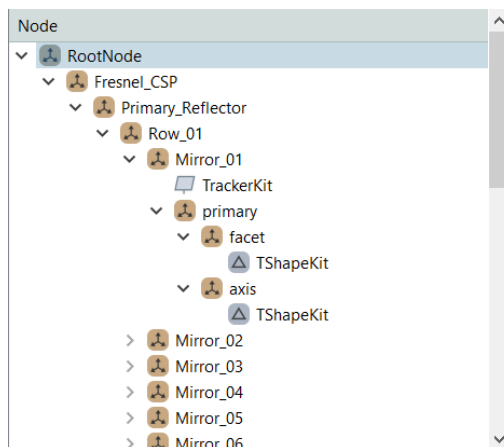 Node
RootNode
Fresnel_CSP
Primary_Reflector
Row_01
Mirror_01
TrackerKit
primary
facet
TShapeKit
axis
TShapeKit
Mirror_02
Mirror_03
Mirror_04
Mirror_05
Mirror_06